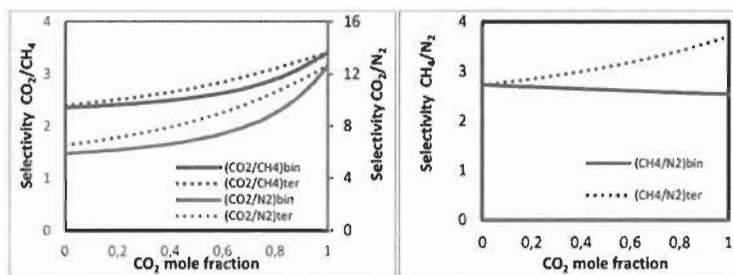 Selectivity CO₂/CH₄
4
3
2
1
0
16
12
8
4
0
Selectivity CO₂/N₂
(CO2/CH4)bin
(CO2/CH4)ter
(CO2/N2)bin
(CO2/N2)ter
0
0,2
0,4
0,6
0,8
1
CO₂ mole fraction
Selectivity CH₄/N₂
4
3
2
1
0
(CH4/N2)bin
(CH4/N2)ter
0
0,2
0,4
0,6
0,8
1
CO₂ mole fraction